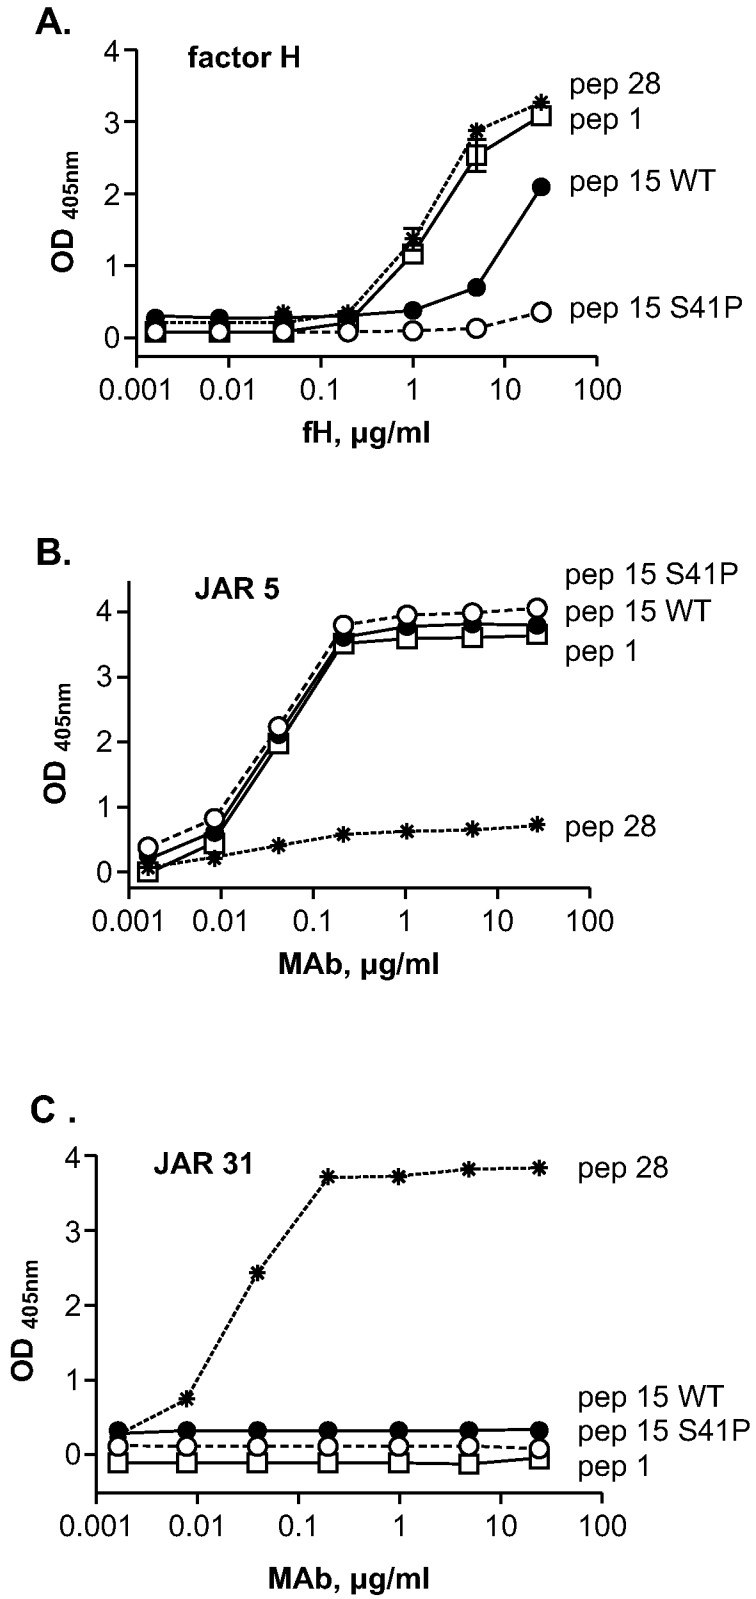 A.
factor H
4
3
2
1
0
OD 405nm
pep 28
pep 1
pep 15 WT
pep 15 S41P
0.001 0.01 0.1 1 10 100
fH, µg/ml
B.
JAR 5
4
3
2
1
0
OD 405nm
pep 15 S41P
pep 15 WT
pep 1
pep 28
0.001 0.01 0.1 1 10 100
MAb, µg/ml
C .
JAR 31
4
3
2
1
0
OD 405nm
pep 28
pep 15 WT
pep 15 S41P
pep 1
0.001 0.01 0.1 1 10 100
MAb, µg/ml